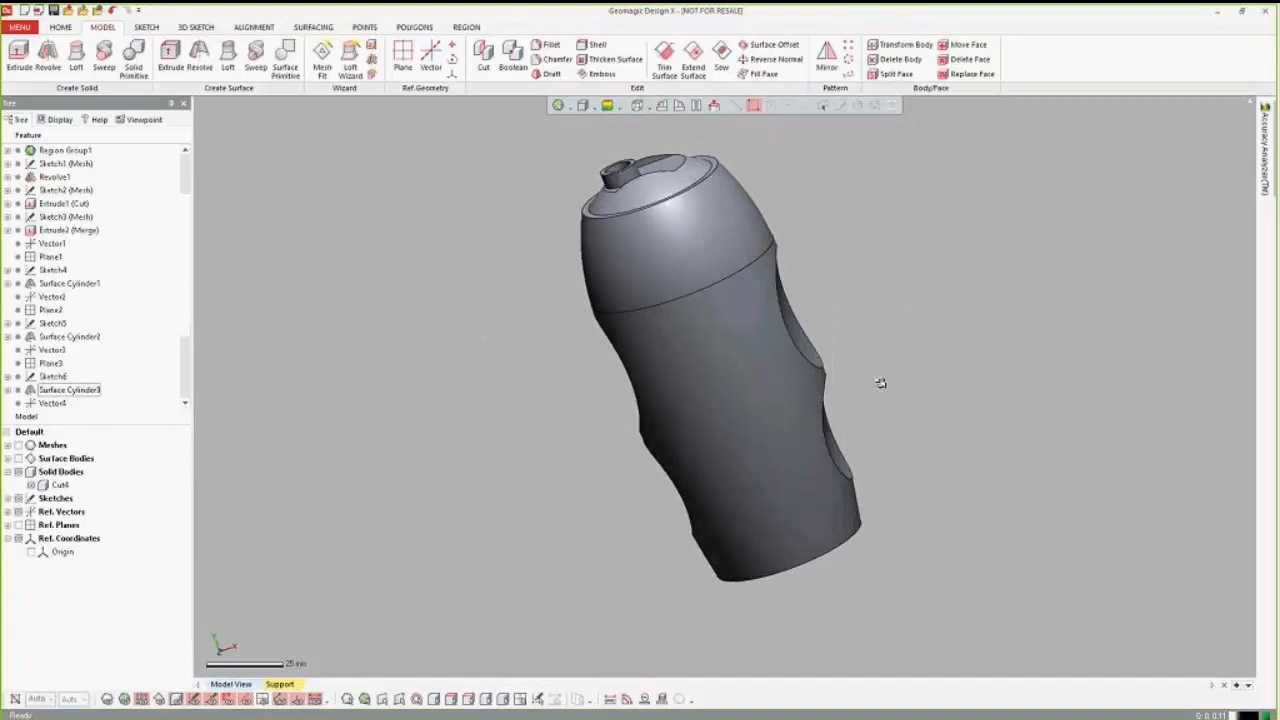 Geomagic Design X - [NOT FOR RESALE]
MENU HOME MODEL SKETCH 3D SKETCH ALIGNMENT SURFACING POINTS POLYGONS REGION
Extrude Revolve Loft Sweep Solid Primitive
Create Solid
Extrude Revolve Loft Sweep Surface Primitive
Create Surface
Mesh Fit Loft Wizard
Wizard
Plane Vector
Ref.Geometry
Cut Boolean Fillet Chamfer Draft Shell Thicken Surface Emboss Trim Surface Extend Surface Sew Surface Offset Reverse Normal Fill Face
Edit
Mirror
Pattern
Transform Body Delete Body Split Face Move Face Delete Face Replace Face
Body/Face
Tree
Tree Display Help Viewpoint
Feature
Region Group1
Sketch1 (Mesh)
Revolve1
Sketch2 (Mesh)
Extrude1 (Cut)
Sketch3 (Mesh)
Extrude2 (Merge)
Vector1
Plane1
Sketch4
Surface Cylinder1
Vector2
Plane2
Sketch5
Surface Cylinder2
Vector3
Plane3
Sketch6
Surface Cylinder3
Vector4
Model
Default
Meshes
Surface Bodies
Solid Bodies
Cut4
Sketches
Ref. Vectors
Ref. Planes
Ref. Coordinates
Origin
Accuracy Analyzer(TM)
25 mm
Model View Support
Auto Auto
Ready